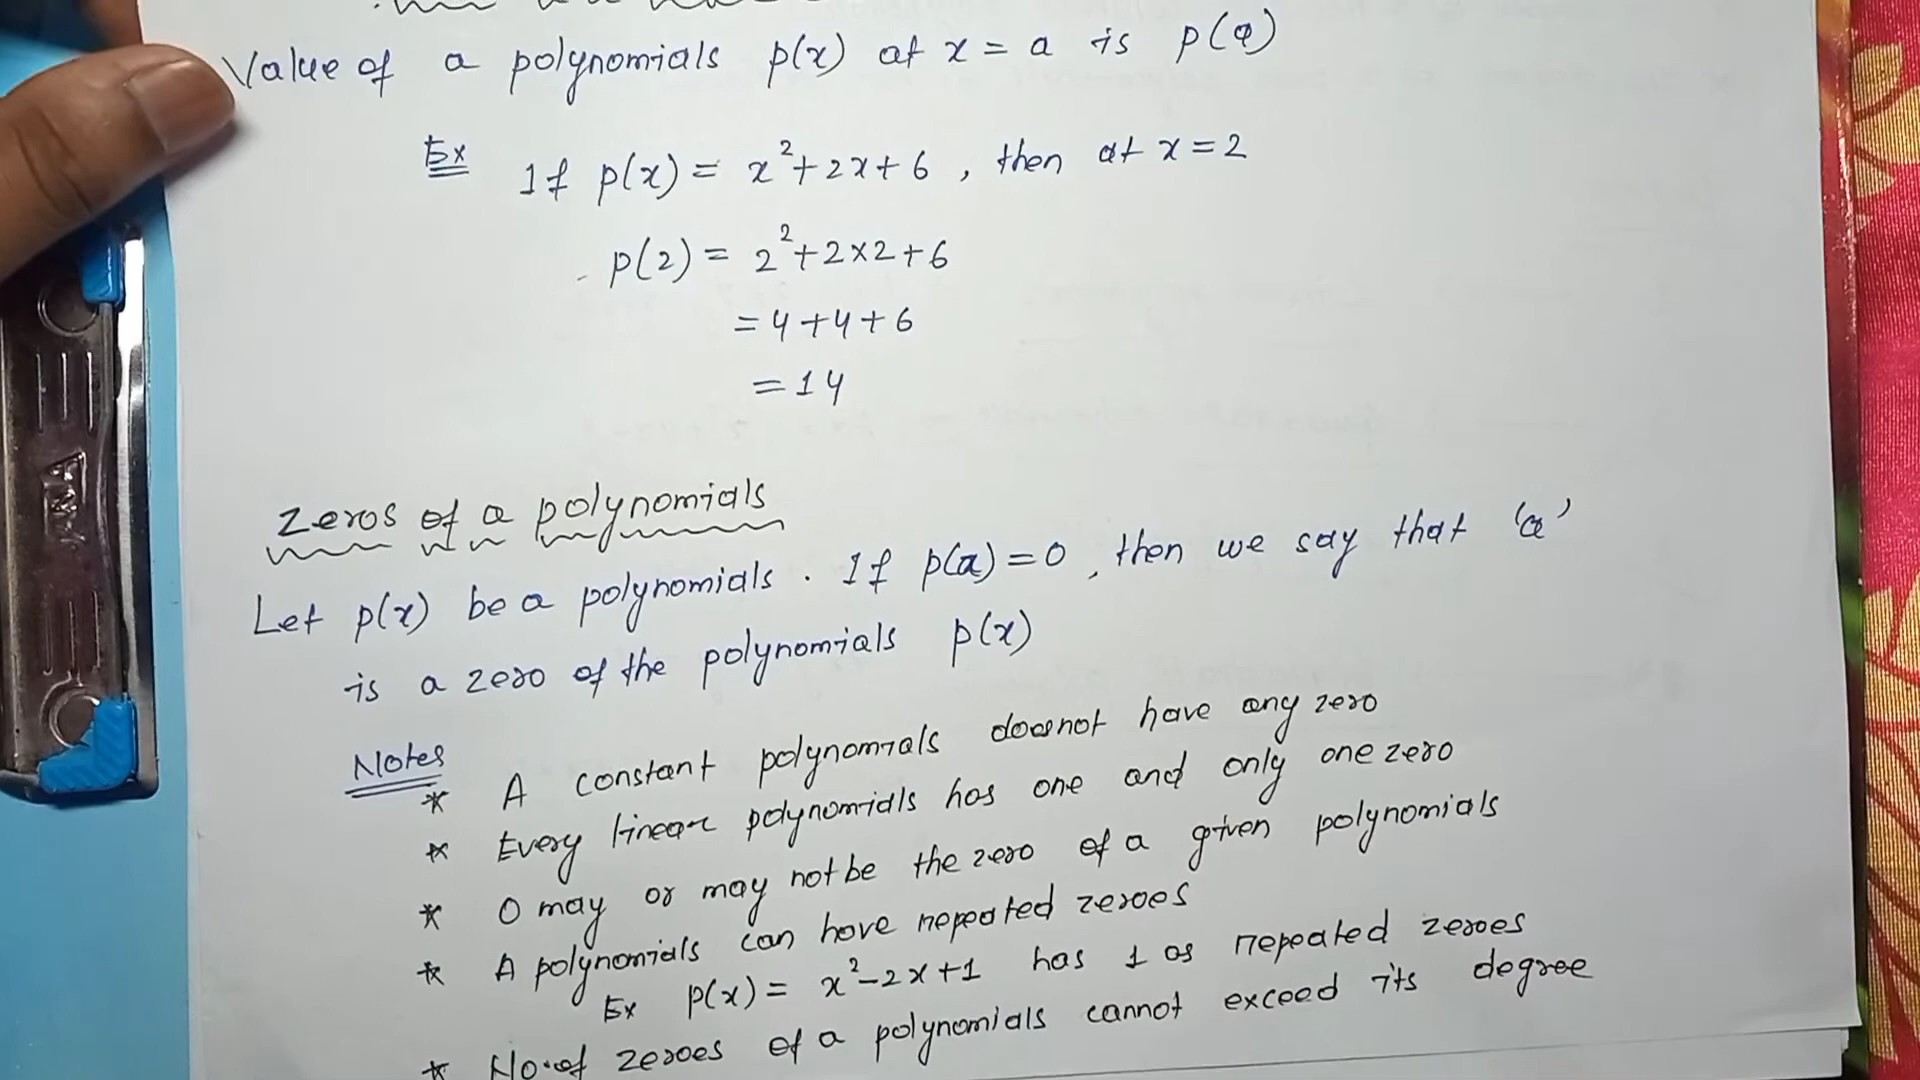 Value of a polynomials p(x) at x = a is p(a)
Ex If p(x) = x²+2x+6, then at x=2
p(2) = 2²+2×2+6
=4+4+6
=14
Zeros of a polynomials
Let p(x) be a polynomials. If p(a)=0, then we say that 'a'
is a zero of the polynomials p(x)
Notes
* A constant polynomials doesnot have any zero
* Every linear polynomials has one and only one zero
* 0 may or may not be the zero of a given polynomials
* A polynomials can have repeated zeroes
Ex p(x) = x²-2x+1 has 1 as repeated zeroes
* No. of zeroes of a polynomials cannot exceed its degree